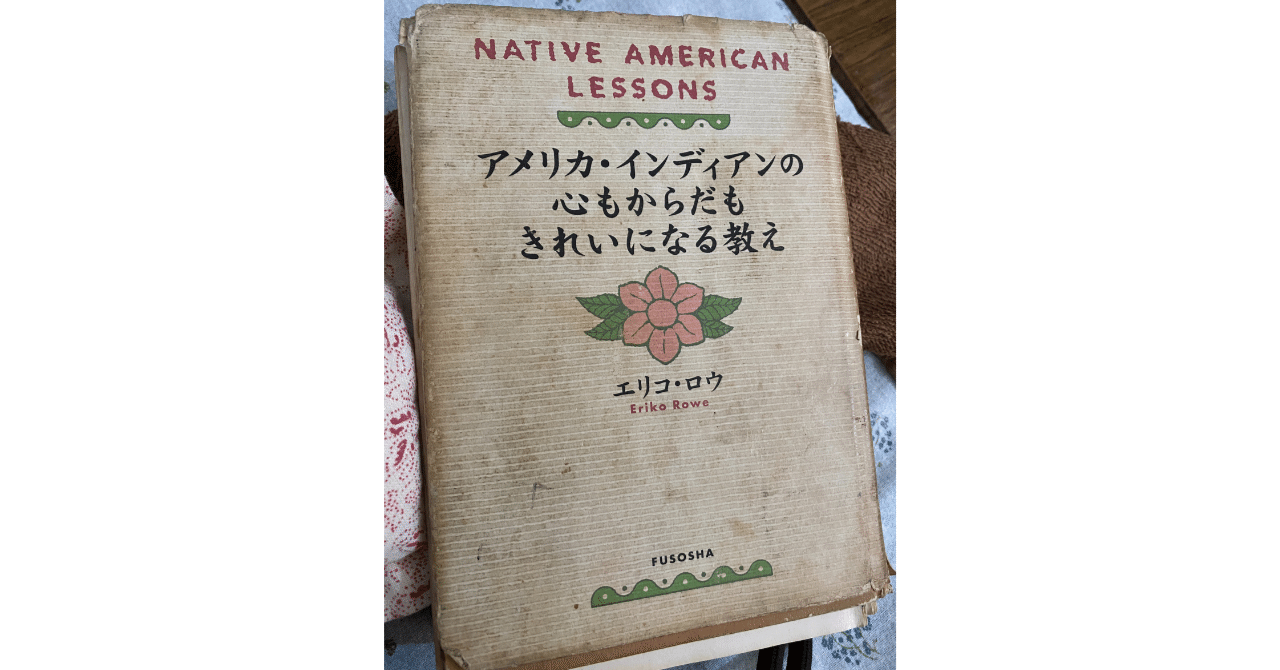 NATIVE AMERICAN
LESSONS
アメリカ・インディアンの
心もからだも
きれいになる教え
エリコ・ロウ
Eriko Rowe
FUSOSHA